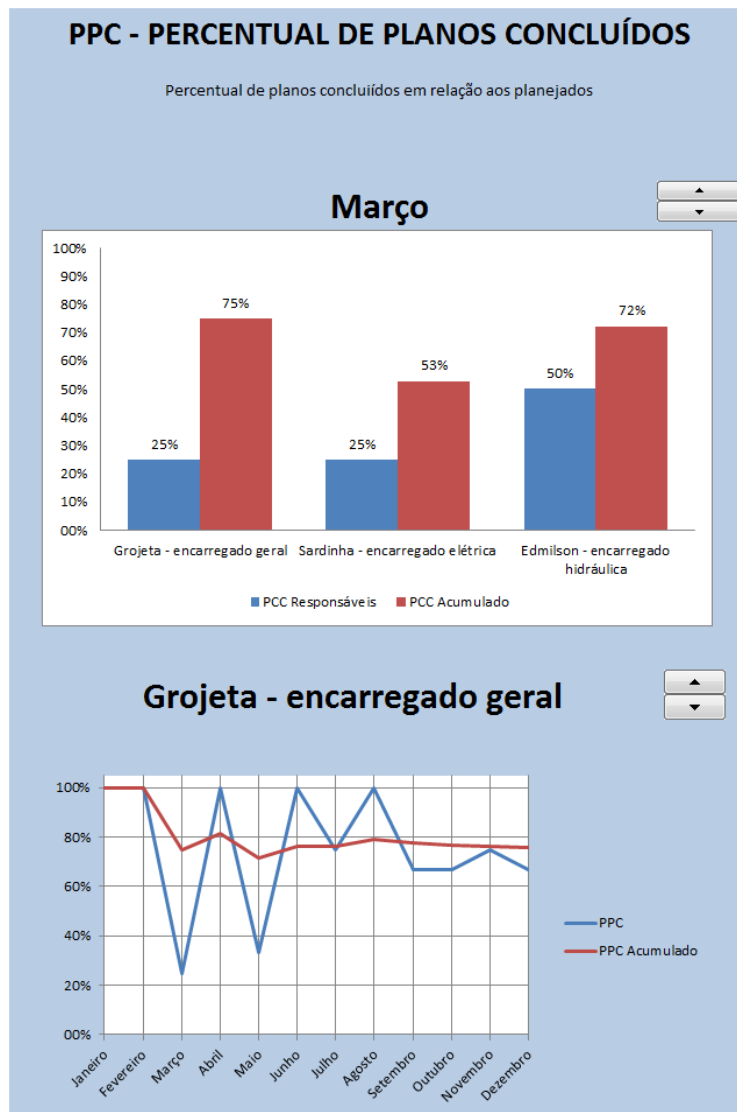 PPC - PERCENTUAL DE PLANOS CONCLUÍDOS
Percentual de planos concluiídos em relação aos planejados
Março
100%
90%
80%
70%
60%
50%
40%
30%
20%
10%
00%
75%
72%
53%
50%
25%
25%
Grojeta - encarregado geral
Sardinha - encarregado elétrica
Edmilson - encarregado
hidráulica
PCC Responsáveis
PCC Acumulado
Grojeta - encarregado geral
100%
80%
60%
40%
20%
00%
PPC
PPC Acumulado
Janeiro
Fevereiro
Março
Abril
Maio
Junho
Julho
Agosto
Setembro
Outubro
Novembro
Dezembro